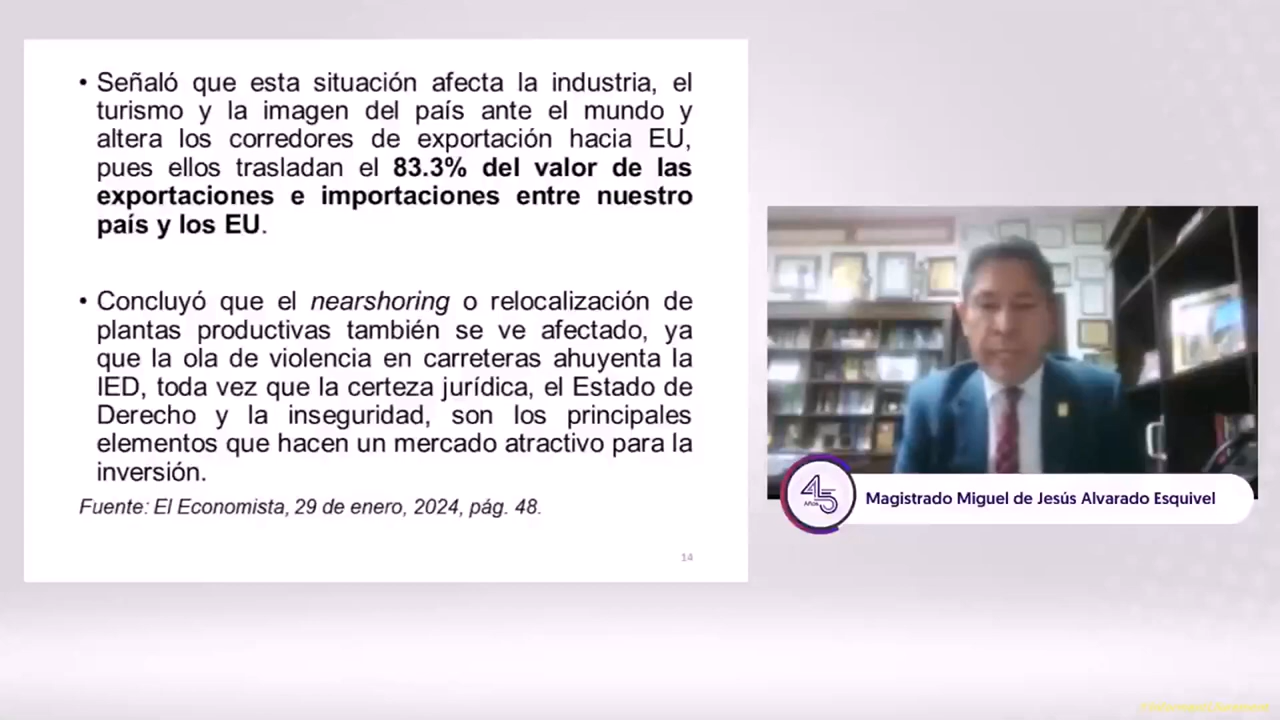 • Señaló que esta situación afecta la industria, el
turismo y la imagen del país ante el mundo y
altera los corredores de exportación hacia EU,
pues ellos trasladan el 83.3% del valor de las
exportaciones e importaciones entre nuestro
país y los EU.
• Concluyó que el nearshoring o relocalización de
plantas productivas también se ve afectado, ya
que la ola de violencia en carreteras ahuyenta la
IED, toda vez que la certeza jurídica, el Estado de
Derecho y la inseguridad, son los principales
elementos que hacen un mercado atractivo para la
inversión.
Fuente: El Economista, 29 de enero, 2024, pág. 48.
14
45
AÑOS
Magistrado Miguel de Jesús Alvarado Esquivel